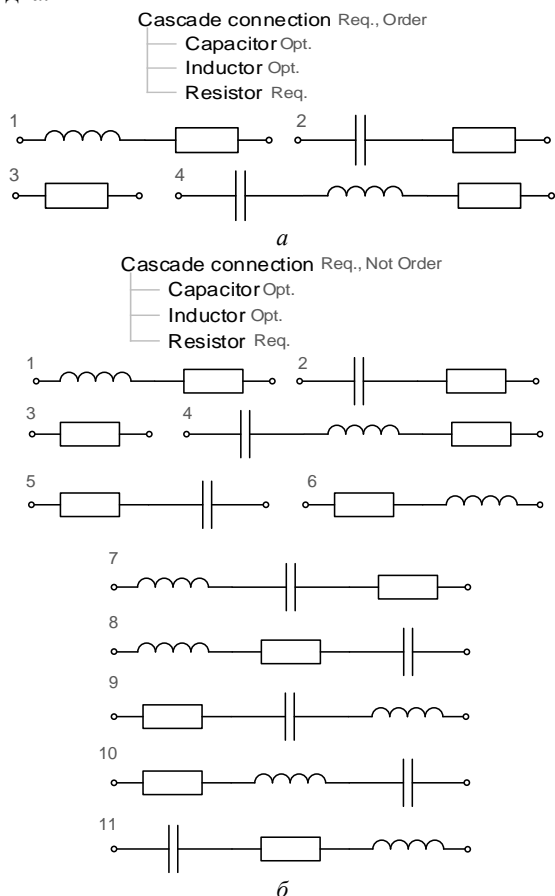 Cascade connection Req., Order
Capacitor Opt.
Inductor Opt.
Resistor Req.
1 2
3 4
а
Cascade connection Req., Not Order
Capacitor Opt.
Inductor Opt.
Resistor Req.
1 2
3 4
5 6
7
8
9
10
11
б